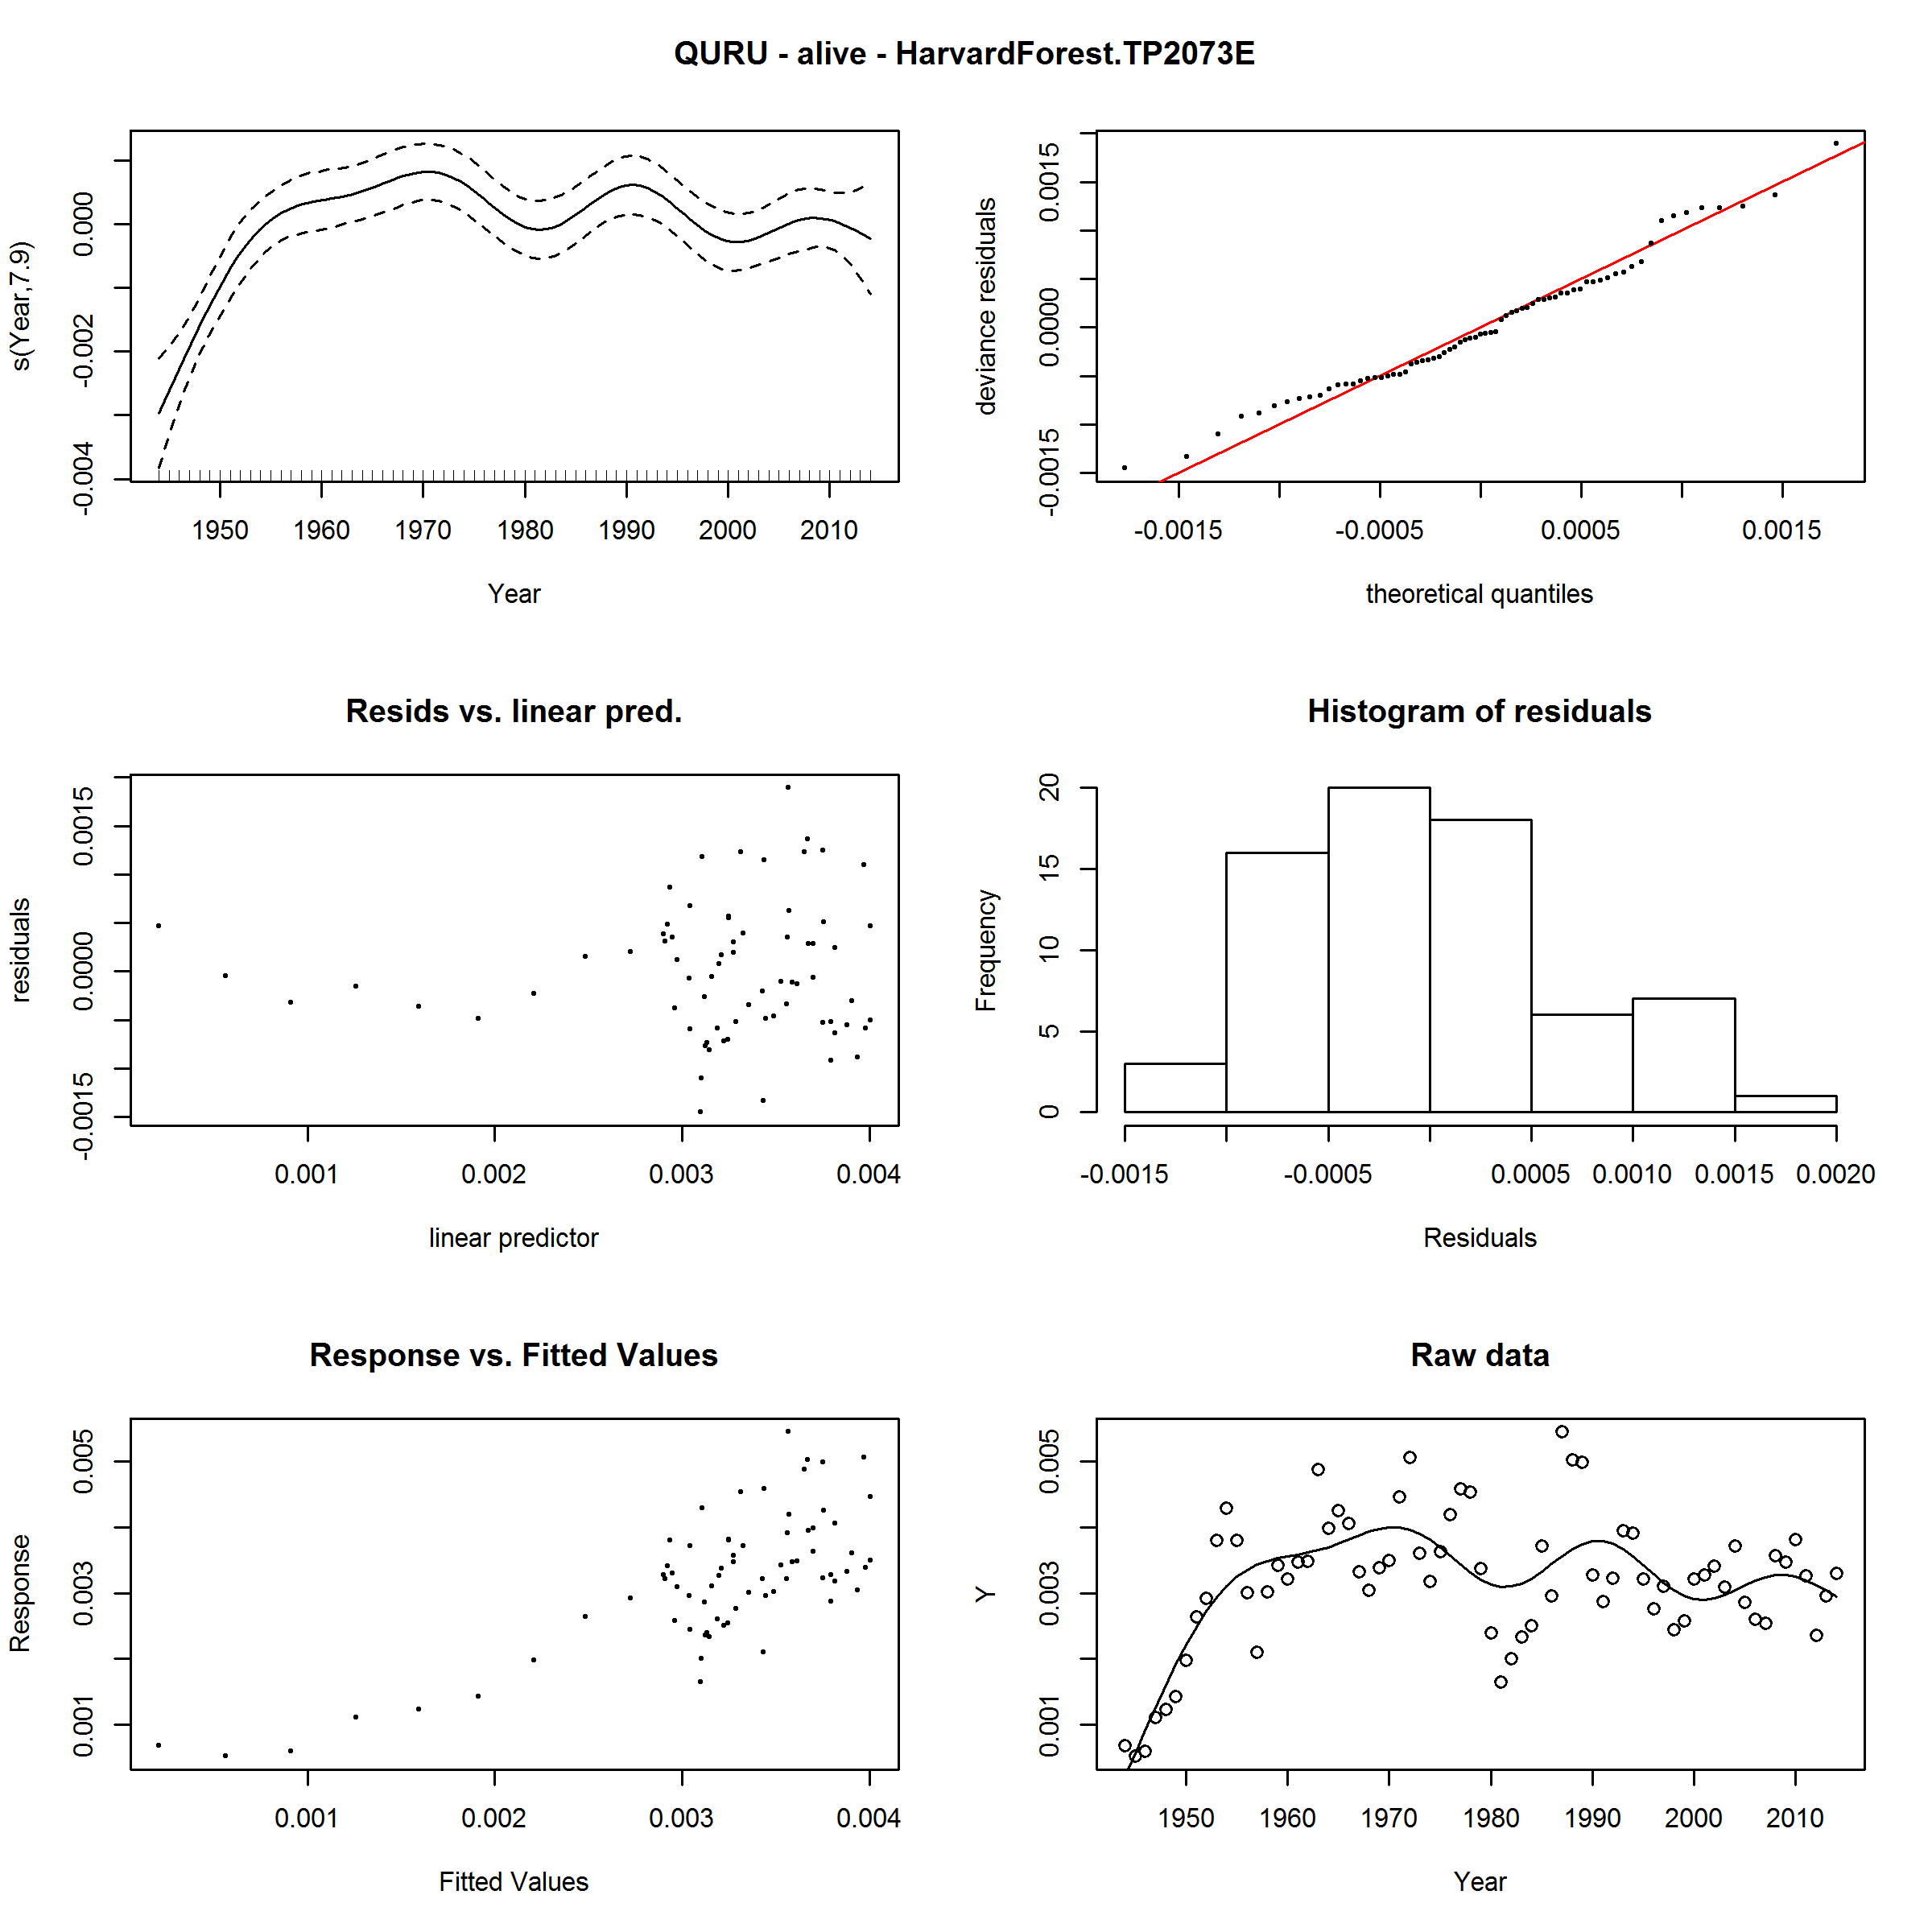 QURU - alive - HarvardForest.TP2073E
s(Year,7.9)
0.000
-0.002
-0.004
1950 1960 1970 1980 1990 2000 2010
Year
deviance residuals
0.0015
0.0000
-0.0015
-0.0015 -0.0005 0.0005 0.0015
theoretical quantiles
Resids vs. linear pred.
residuals
0.0015
0.0000
-0.0015
0.001 0.002 0.003 0.004
linear predictor
Histogram of residuals
Frequency
20
15
10
5
0
-0.0015 -0.0005 0.0005 0.0010 0.0015 0.0020
Residuals
Response vs. Fitted Values
Response
0.005
0.003
0.001
0.001 0.002 0.003 0.004
Fitted Values
Raw data
Y
0.005
0.003
0.001
1950 1960 1970 1980 1990 2000 2010
Year